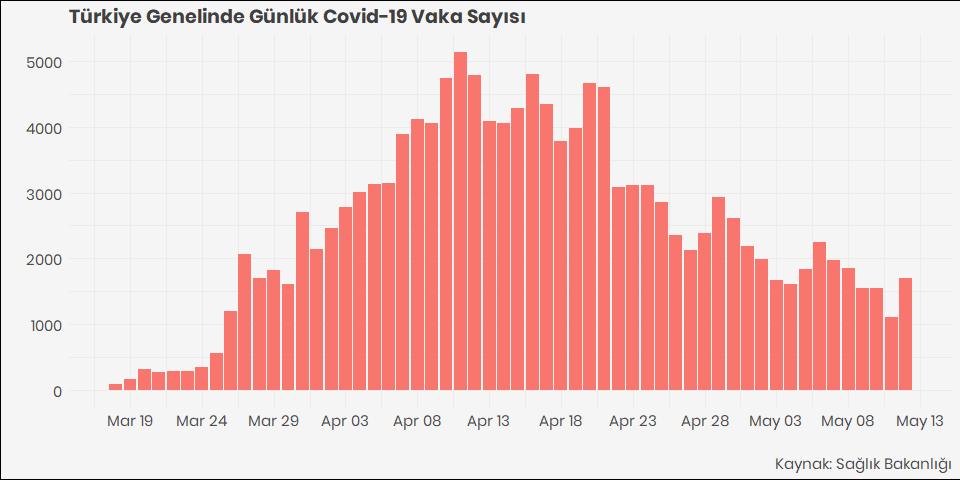 Türkiye Genelinde Günlük Covid-19 Vaka Sayısı
5000
4000
3000
2000
1000
0
Mar 19 Mar 24 Mar 29 Apr 03 Apr 08 Apr 13 Apr 18 Apr 23 Apr 28 May 03 May 08 May 13
Kaynak: Sağlık Bakanlığı